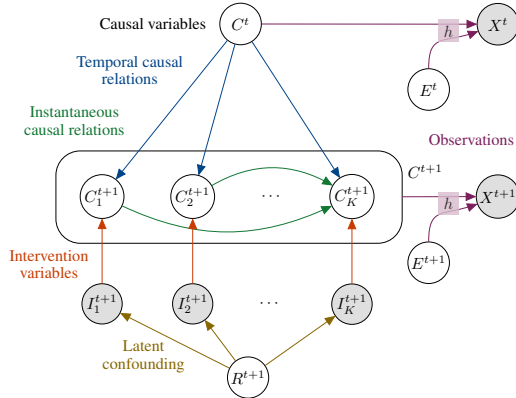 Causal variables
C^t
h
X^t
Temporal causal
relations
E^t
Instantaneous
causal relations
Observations
C^{t+1}
C_1^{t+1}
C_2^{t+1}
...
C_K^{t+1}
h
X^{t+1}
Intervention
variables
E^{t+1}
I_1^{t+1}
I_2^{t+1}
...
I_K^{t+1}
Latent
confounding
R^{t+1}